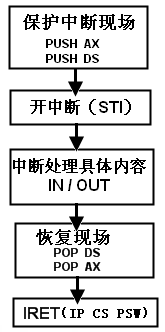 保护中断现场
PUSH AX
PUSH DS
开中断（STI）
中断处理具体内容
IN / OUT
恢复现场
POP DS
POP AX
IRET(IP CS PSW)